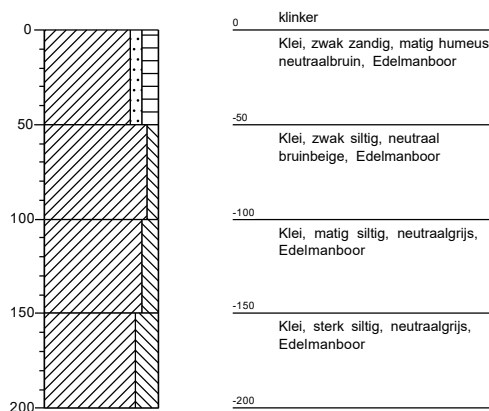 0
50
100
150
200
0
klinker
Klei, zwak zandig, matig humeus
neutraalbruin, Edelmanboor
-50
Klei, zwak siltig, neutraal
bruinbeige, Edelmanboor
-100
Klei, matig siltig, neutraalgrijs,
Edelmanboor
-150
Klei, sterk siltig, neutraalgrijs,
Edelmanboor
-200